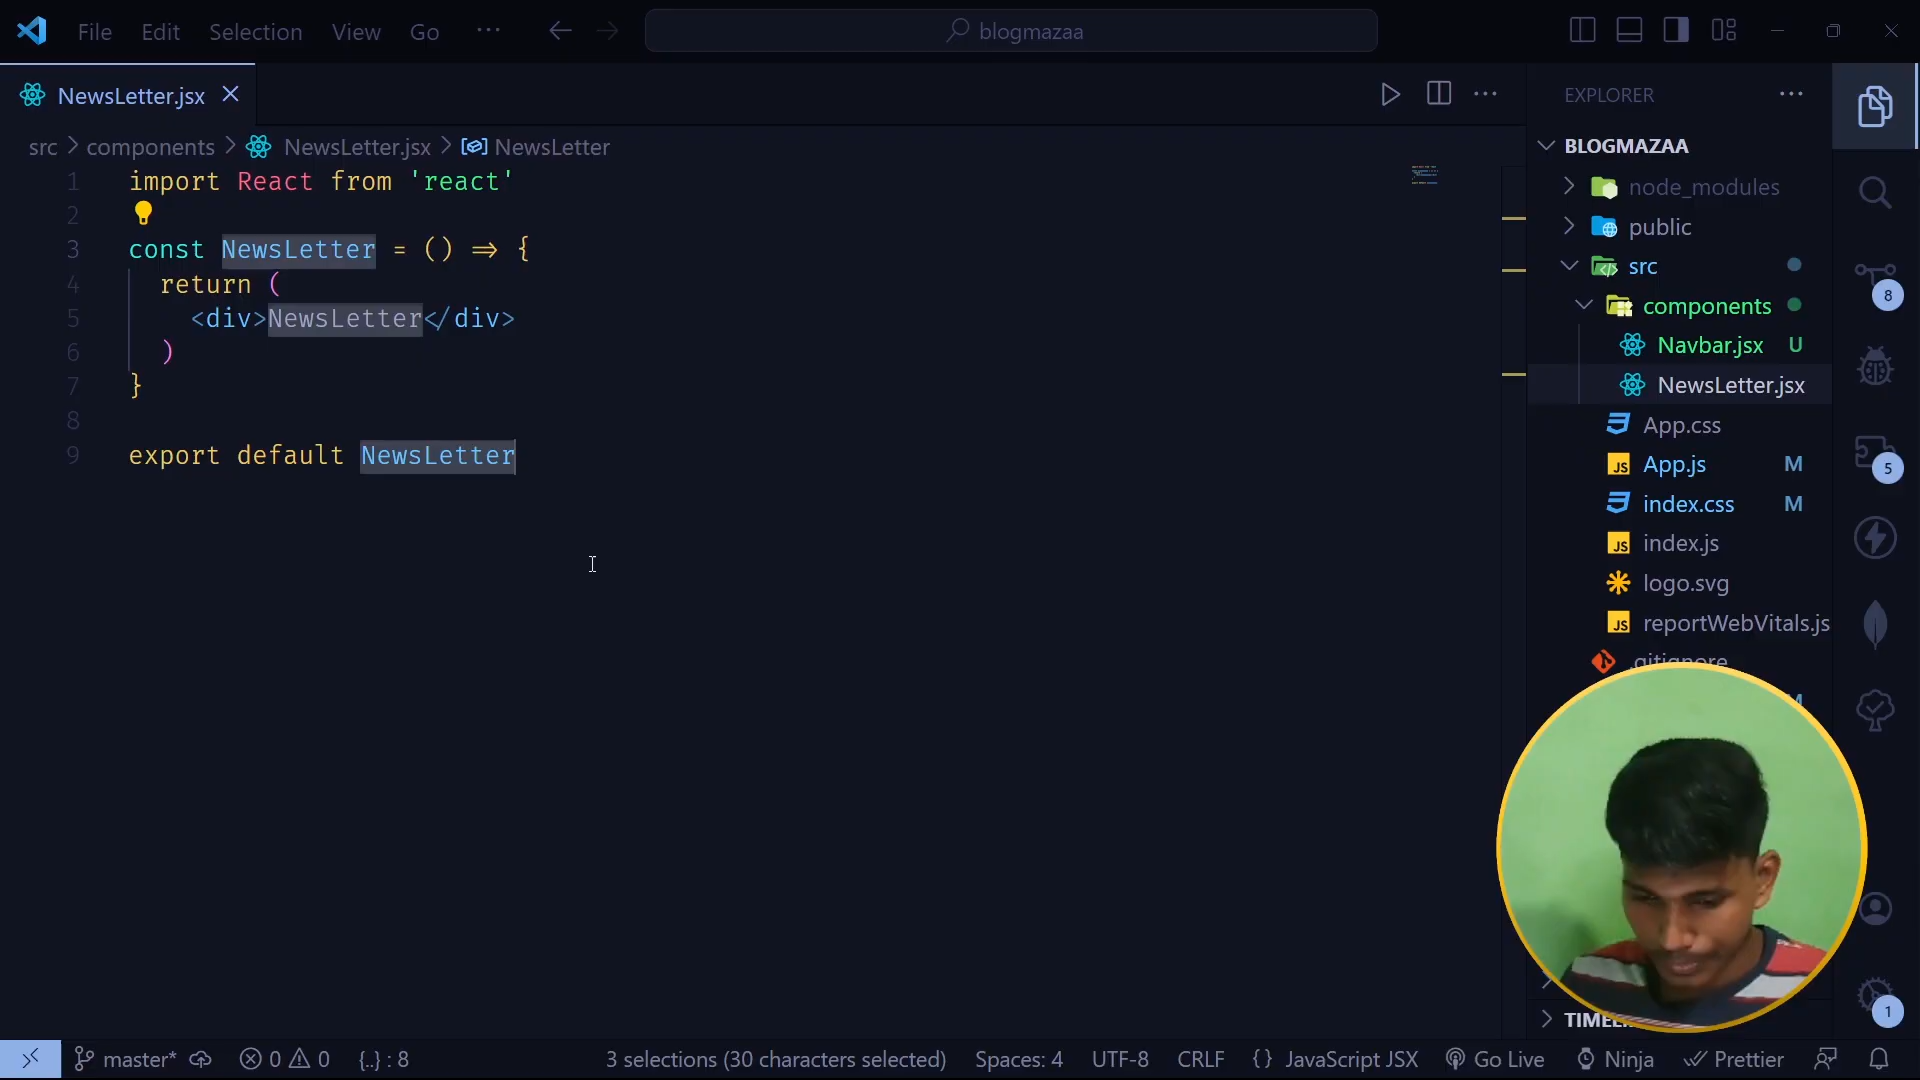 File Edit Selection View Go ··· blogmazaa
NewsLetter.jsx
src > components > NewsLetter.jsx > NewsLetter
1 import React from 'react'
2
3 const NewsLetter = () => {
4 return (
5 <div>NewsLetter</div>
6 )
7 }
8
9 export default NewsLetter
EXPLORER
BLOGMAZAA
node_modules
public
src
components
Navbar.jsx U
NewsLetter.jsx
App.css
App.js M
index.css M
index.js
logo.svg
reportWebVitals.js
.gitignore
8
5
1
master* 0 0 {..} : 8 3 selections (30 characters selected) Spaces: 4 UTF-8 CRLF {} JavaScript JSX Go Live Ninja Prettier